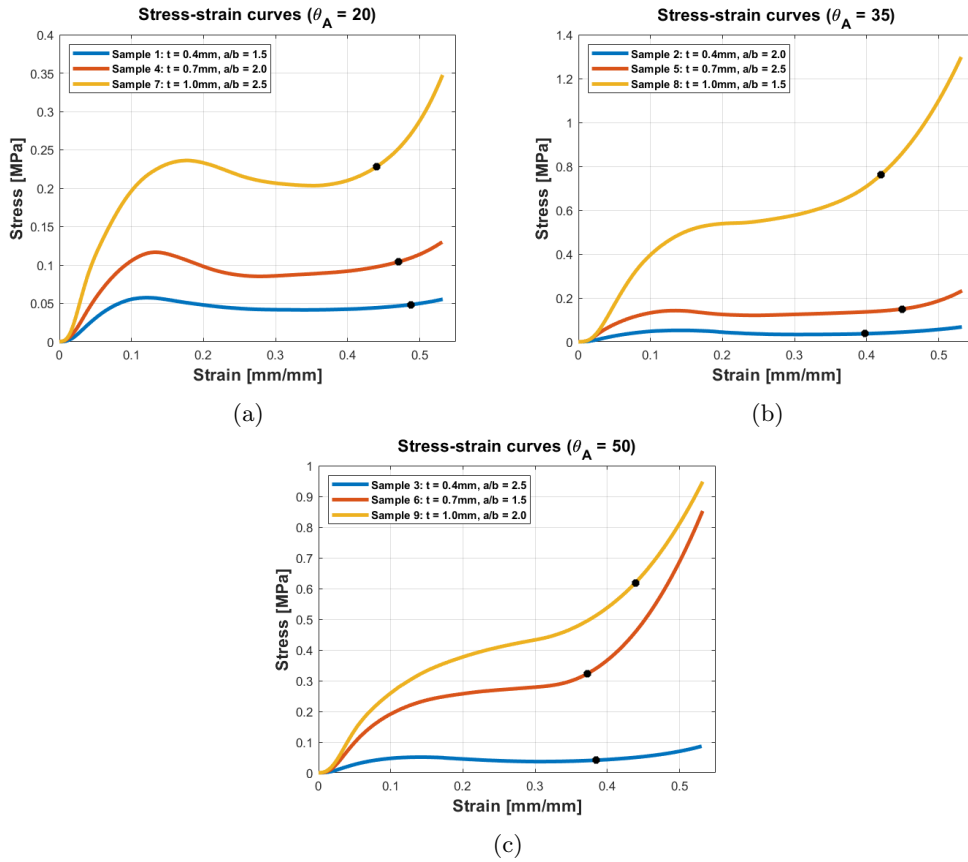 Stress-strain curves (θ_A = 20)
Sample 1: t = 0.4mm, a/b = 1.5
Sample 4: t = 0.7mm, a/b = 2.0
Sample 7: t = 1.0mm, a/b = 2.5
0.4
0.35
0.3
0.25
0.2
0.15
0.1
0.05
0
Stress [MPa]
0 0.1 0.2 0.3 0.4 0.5
Strain [mm/mm]
(a)
Stress-strain curves (θ_A = 35)
Sample 2: t = 0.4mm, a/b = 2.0
Sample 5: t = 0.7mm, a/b = 2.5
Sample 8: t = 1.0mm, a/b = 1.5
1.4
1.2
1
0.8
0.6
0.4
0.2
0
Stress [MPa]
0 0.1 0.2 0.3 0.4 0.5
Strain [mm/mm]
(b)
Stress-strain curves (θ_A = 50)
Sample 3: t = 0.4mm, a/b = 2.5
Sample 6: t = 0.7mm, a/b = 1.5
Sample 9: t = 1.0mm, a/b = 2.0
1
0.9
0.8
0.7
0.6
0.5
0.4
0.3
0.2
0.1
0
Stress [MPa]
0 0.1 0.2 0.3 0.4 0.5
Strain [mm/mm]
(c)